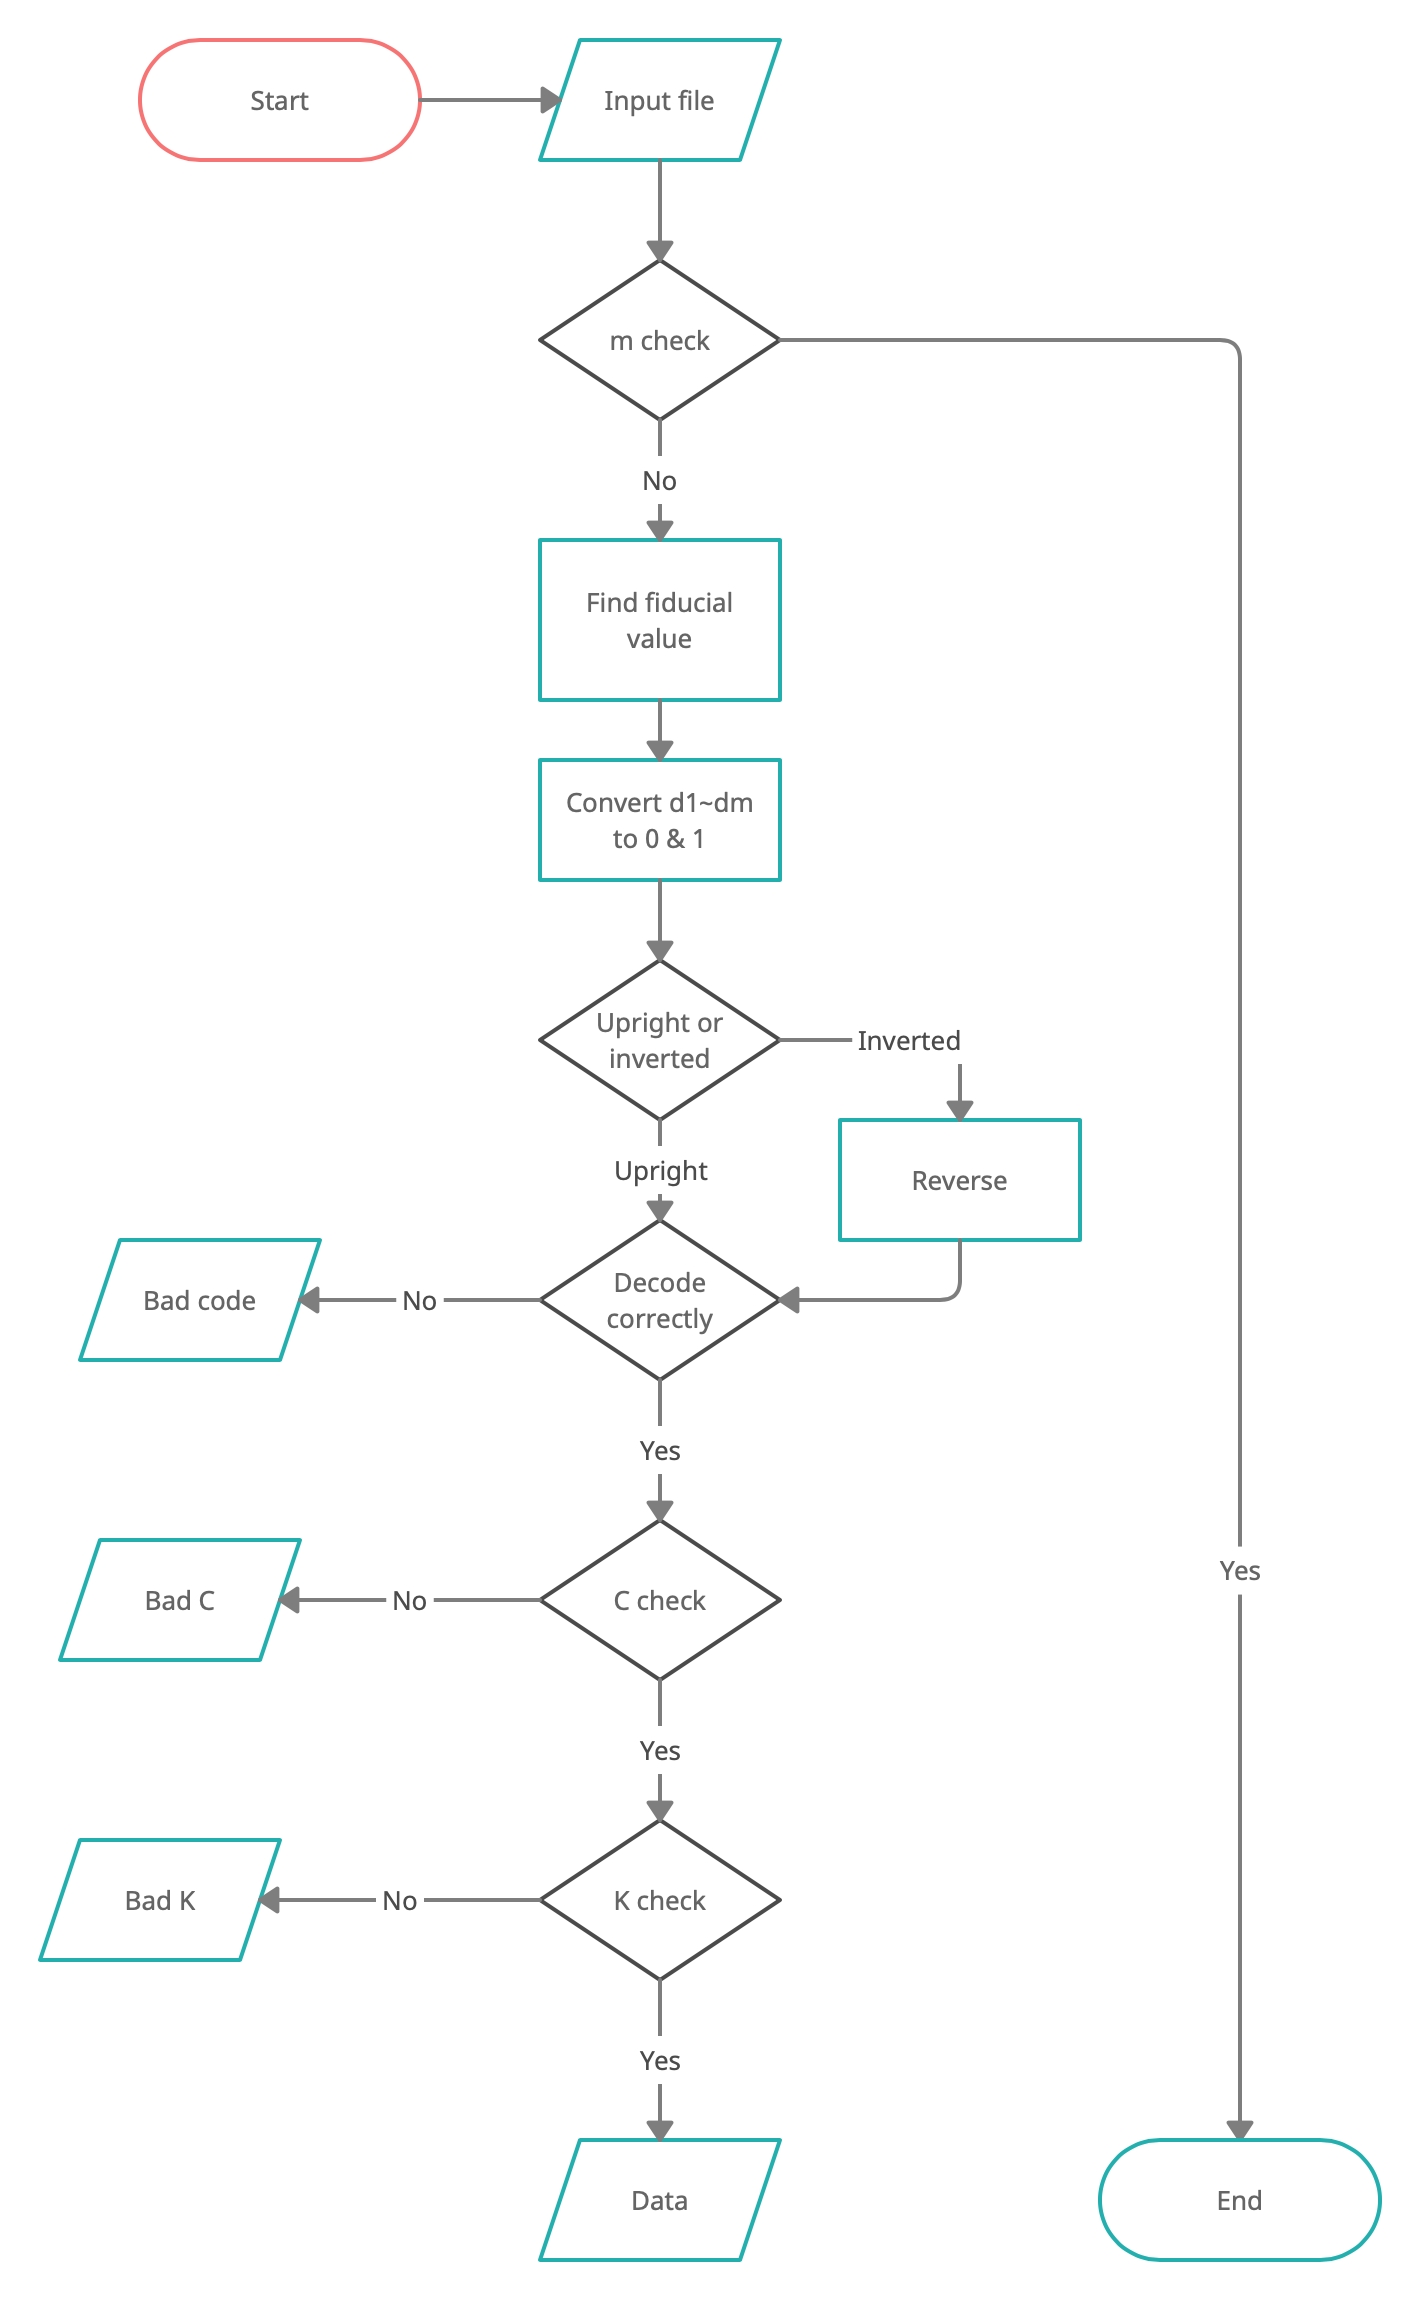 Start
Input file
m check
No
Find fiducial
value
Convert d1~dm
to 0 & 1
Upright or
inverted
Inverted
Upright
Reverse
Bad code
No
Decode
correctly
Yes
Bad C
No
C check
Yes
Yes
Bad K
No
K check
Yes
Data
End